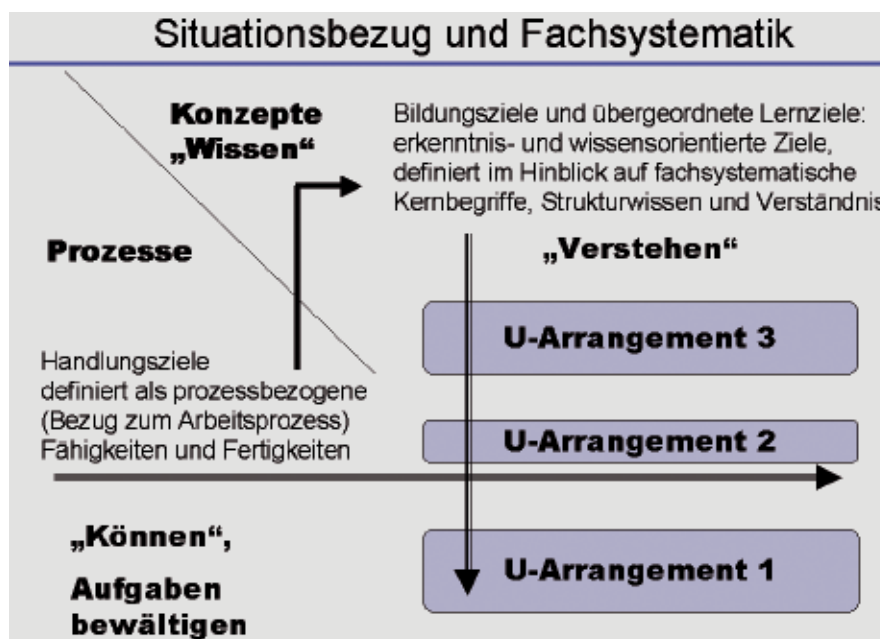 Situationsbezug und Fachsystematik
Konzepte
„Wissen“
Bildungsziele und übergeordnete Lernziele:
erkenntnis- und wissensorientierte Ziele,
definiert im Hinblick auf fachsystematische
Kernbegriffe, Strukturwissen und Verständnis
Prozesse
„Verstehen“
U-Arrangement 3
Handlungsziele
definiert als prozessbezogene
(Bezug zum Arbeitsprozess)
Fähigkeiten und Fertigkeiten
U-Arrangement 2
„Können“,
Aufgaben
bewältigen
U-Arrangement 1